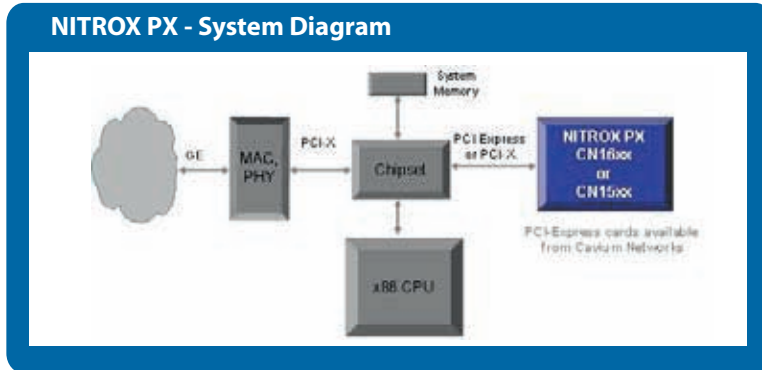 NITROX PX - System Diagram
System
Memory
GE
MAC,
PHY
PCI-X
Chipset
PCI Express
or PCI-X
NITROX PX
CN16xx
or
CN15xx
PCI-Express cards available
from Cavium Networks
x86 CPU